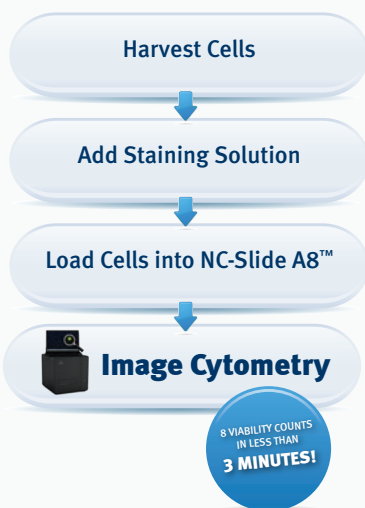 Harvest Cells
Add Staining Solution
Load Cells into NC-Slide A8™
Image Cytometry
8 VIABILITY COUNTS
IN LESS THAN
3 MINUTES!